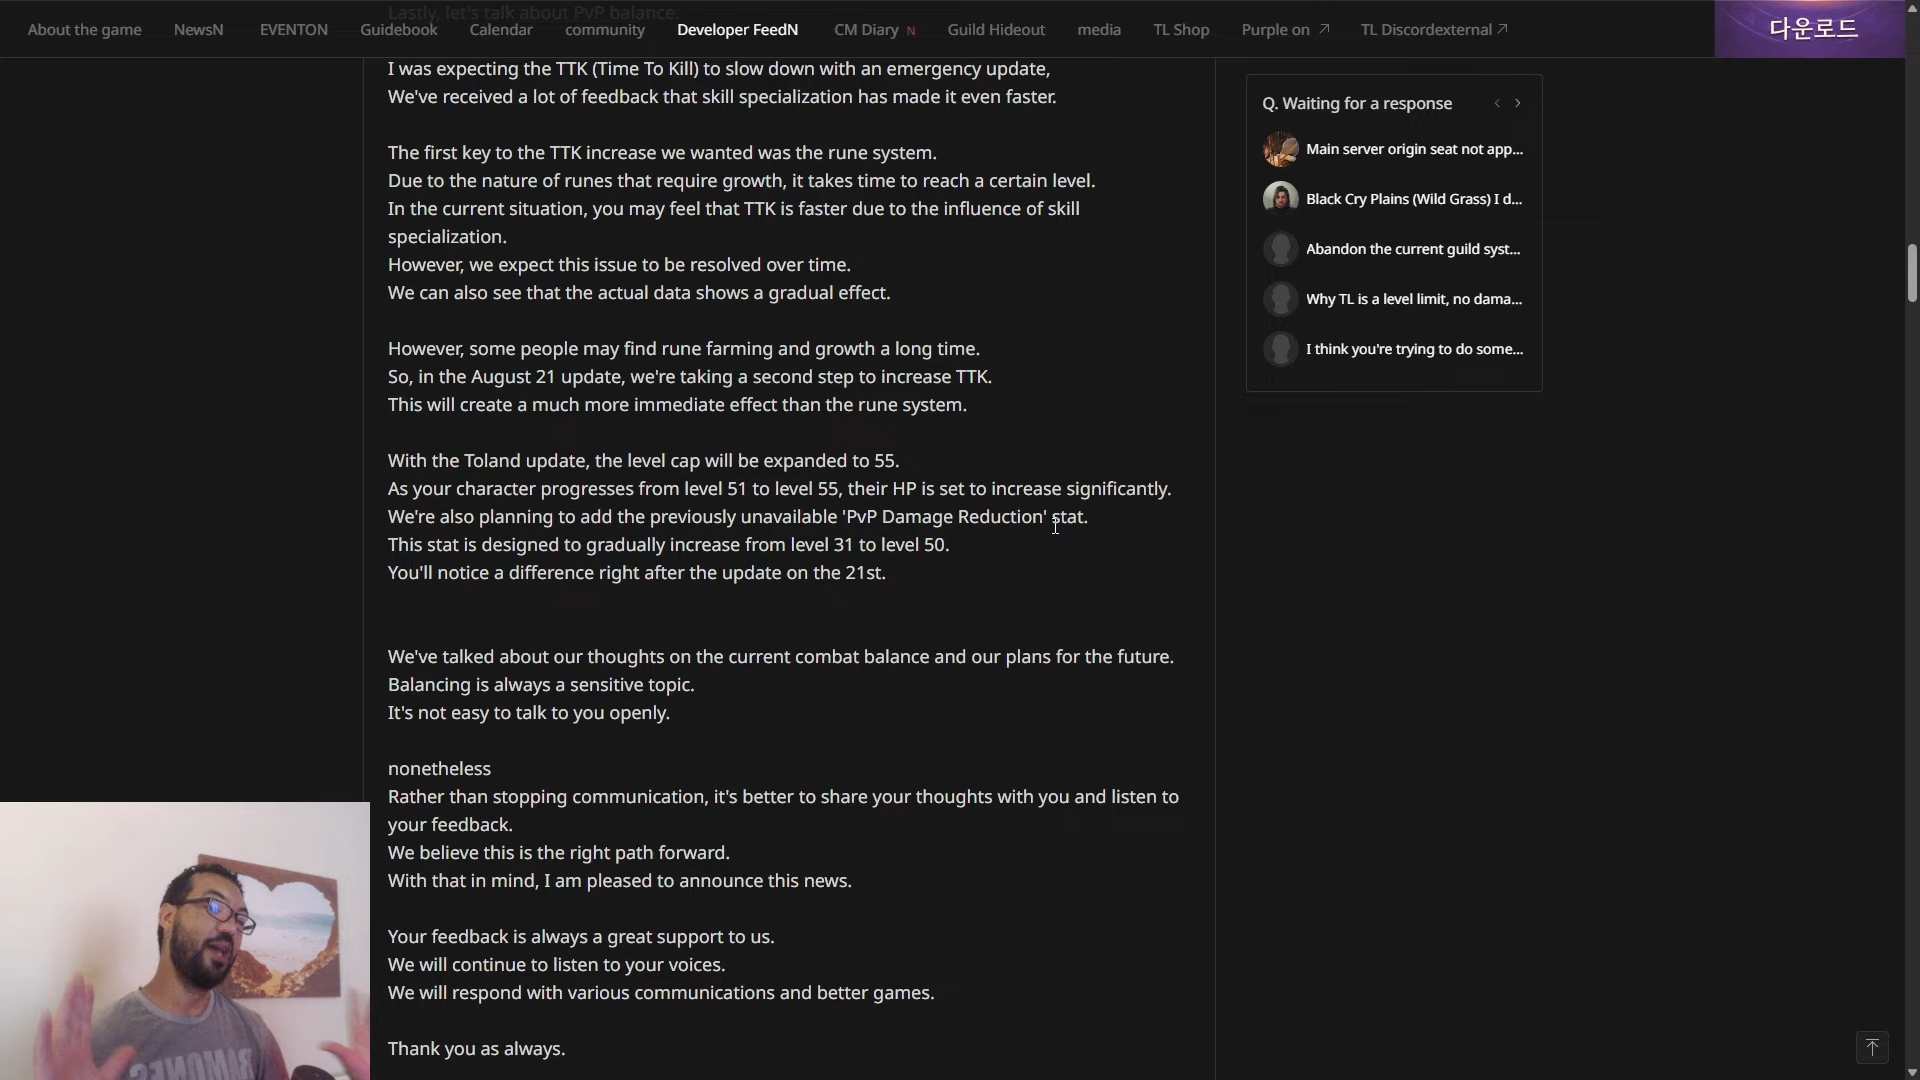 Lastly, let's talk about PvP balance.
About the game NewsN EVENTON Guidebook Calendar community Developer FeedN CM Diary N Guild Hideout media TL Shop Purple on TL Discordexternal 다운로드
I was expecting the TTK (Time To Kill) to slow down with an emergency update,
We've received a lot of feedback that skill specialization has made it even faster.
The first key to the TTK increase we wanted was the rune system.
Due to the nature of runes that require growth, it takes time to reach a certain level.
In the current situation, you may feel that TTK is faster due to the influence of skill
specialization.
However, we expect this issue to be resolved over time.
We can also see that the actual data shows a gradual effect.
However, some people may find rune farming and growth a long time.
So, in the August 21 update, we're taking a second step to increase TTK.
This will create a much more immediate effect than the rune system.
With the Toland update, the level cap will be expanded to 55.
As your character progresses from level 51 to level 55, their HP is set to increase significantly.
We're also planning to add the previously unavailable 'PvP Damage Reduction' stat.
This stat is designed to gradually increase from level 31 to level 50.
You'll notice a difference right after the update on the 21st.
We've talked about our thoughts on the current combat balance and our plans for the future.
Balancing is always a sensitive topic.
It's not easy to talk to you openly.
nonetheless
Rather than stopping communication, it's better to share your thoughts with you and listen to
your feedback.
We believe this is the right path forward.
With that in mind, I am pleased to announce this news.
Your feedback is always a great support to us.
We will continue to listen to your voices.
We will respond with various communications and better games.
Thank you as always.
Q. Waiting for a response
Main server origin seat not app...
Black Cry Plains (Wild Grass) I d...
Abandon the current guild syst...
Why TL is a level limit, no dama...
I think you're trying to do some...
RAMONES